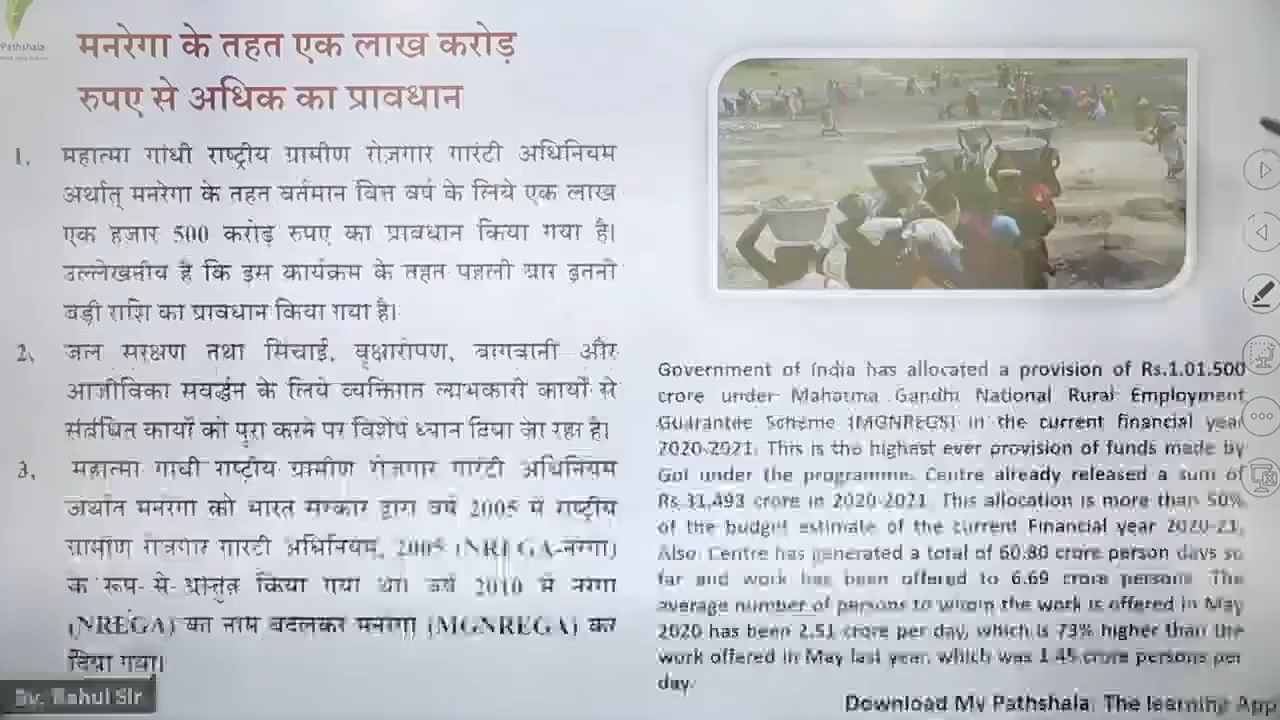 Pathshala
मनरेगा के तहत एक लाख करोड़
रुपए से अधिक का प्रावधान
1. महात्मा गांधी राष्ट्रीय ग्रामीण रोज़गार गारंटी अधिनियम
अर्थात् मनरेगा के तहत वर्तमान वित्त वर्ष के लिये एक लाख
एक हज़ार 500 करोड़ रुपए का प्रावधान किया गया है।
उल्लेखनीय है कि इस कार्यक्रम के तहत पहली बार इतनी
बड़ी राशि का प्रावधान किया गया है।
2. जल संरक्षण तथा सिंचाई, वृक्षारोपण, बागवानी और
आजीविका संवर्द्धन के लिये व्यक्तिगत लाभकारी कार्यों से
संबंधित कार्यों को पूरा करने पर विशेष ध्यान दिया जा रहा है।
3. महात्मा गांधी राष्ट्रीय ग्रामीण रोज़गार गारंटी अधिनियम
अर्थात मनरेगा को भारत सरकार द्वारा वर्ष 2005 में राष्ट्रीय
ग्रामीण रोजगार गारंटी अधिनियम, 2005 (NREGA-नरेगा)
के रूप-से-प्रस्तुत किया गया था। वर्ष 2010 में नरेगा
(NREGA) का नाम बदलकर मनरेगा (MGNREGA) कर
दिया गया।
Government of India has allocated a provision of Rs.1.01.500
crore under Mahatma Gandhi National Rural Employment
Guarantee Scheme (MGNREGS) in the current financial year
2020-2021. This is the highest ever provision of funds made by
GoI under the programme. Centre already released a sum of
Rs.31,493 crore in 2020-2021. This allocation is more than 50%
of the budget estimate of the current Financial year 2020-21.
Also, Centre has generated a total of 60.80 crore person days so
far and work has been offered to 6.69 crore persons. The
average number of persons to whom the work is offered in May
2020 has been 2.51 crore per day, which is 73% higher than the
work offered in May last year, which was 1.45 crore persons per
day.
By. Rahul Sir
Download My Pathshala: The learning App